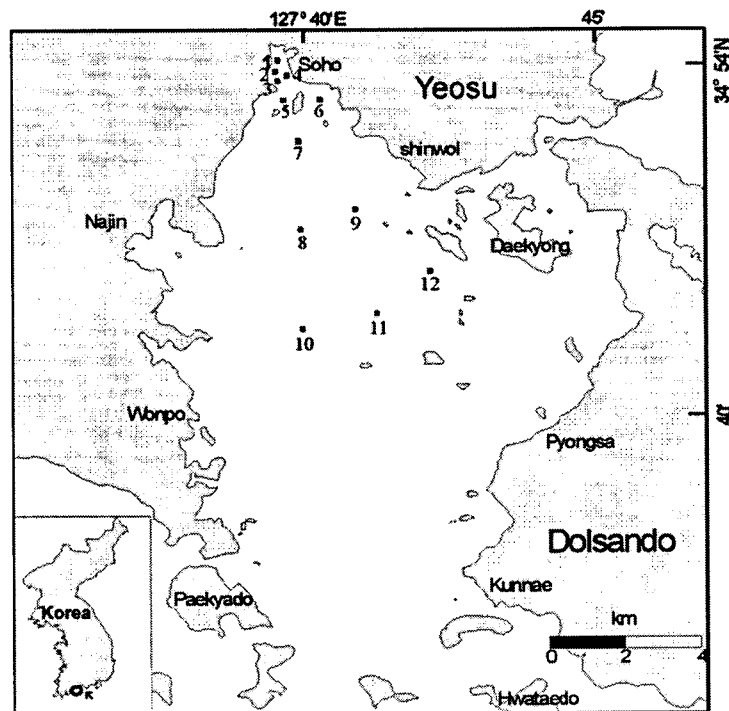 127° 40'E
45'
34° 54'N
1
2
4
3
Soho
Yeosu
5
6
7
shinwol
Najin
8
9
Daekyong
12
10
11
Wonpo
40'
Pyongsa
Dolsando
Korea
Paekyado
Kunnae
km
0 2 4
Hwataedo